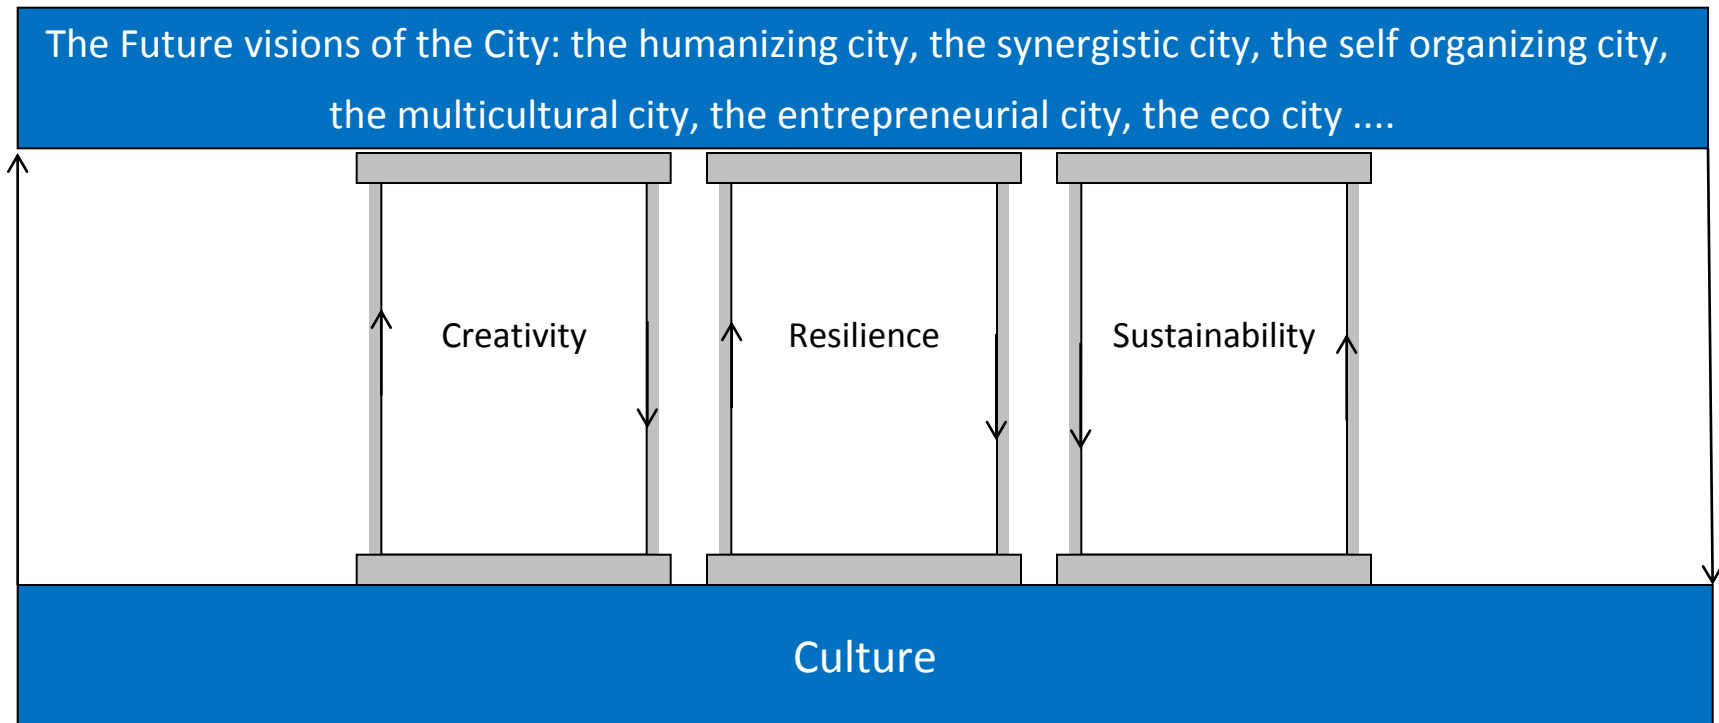 The Future visions of the City: the humanizing city, the synergistic city, the self organizing city,
the multicultural city, the entrepreneurial city, the eco city ....
Creativity
Resilience
Sustainability
Culture